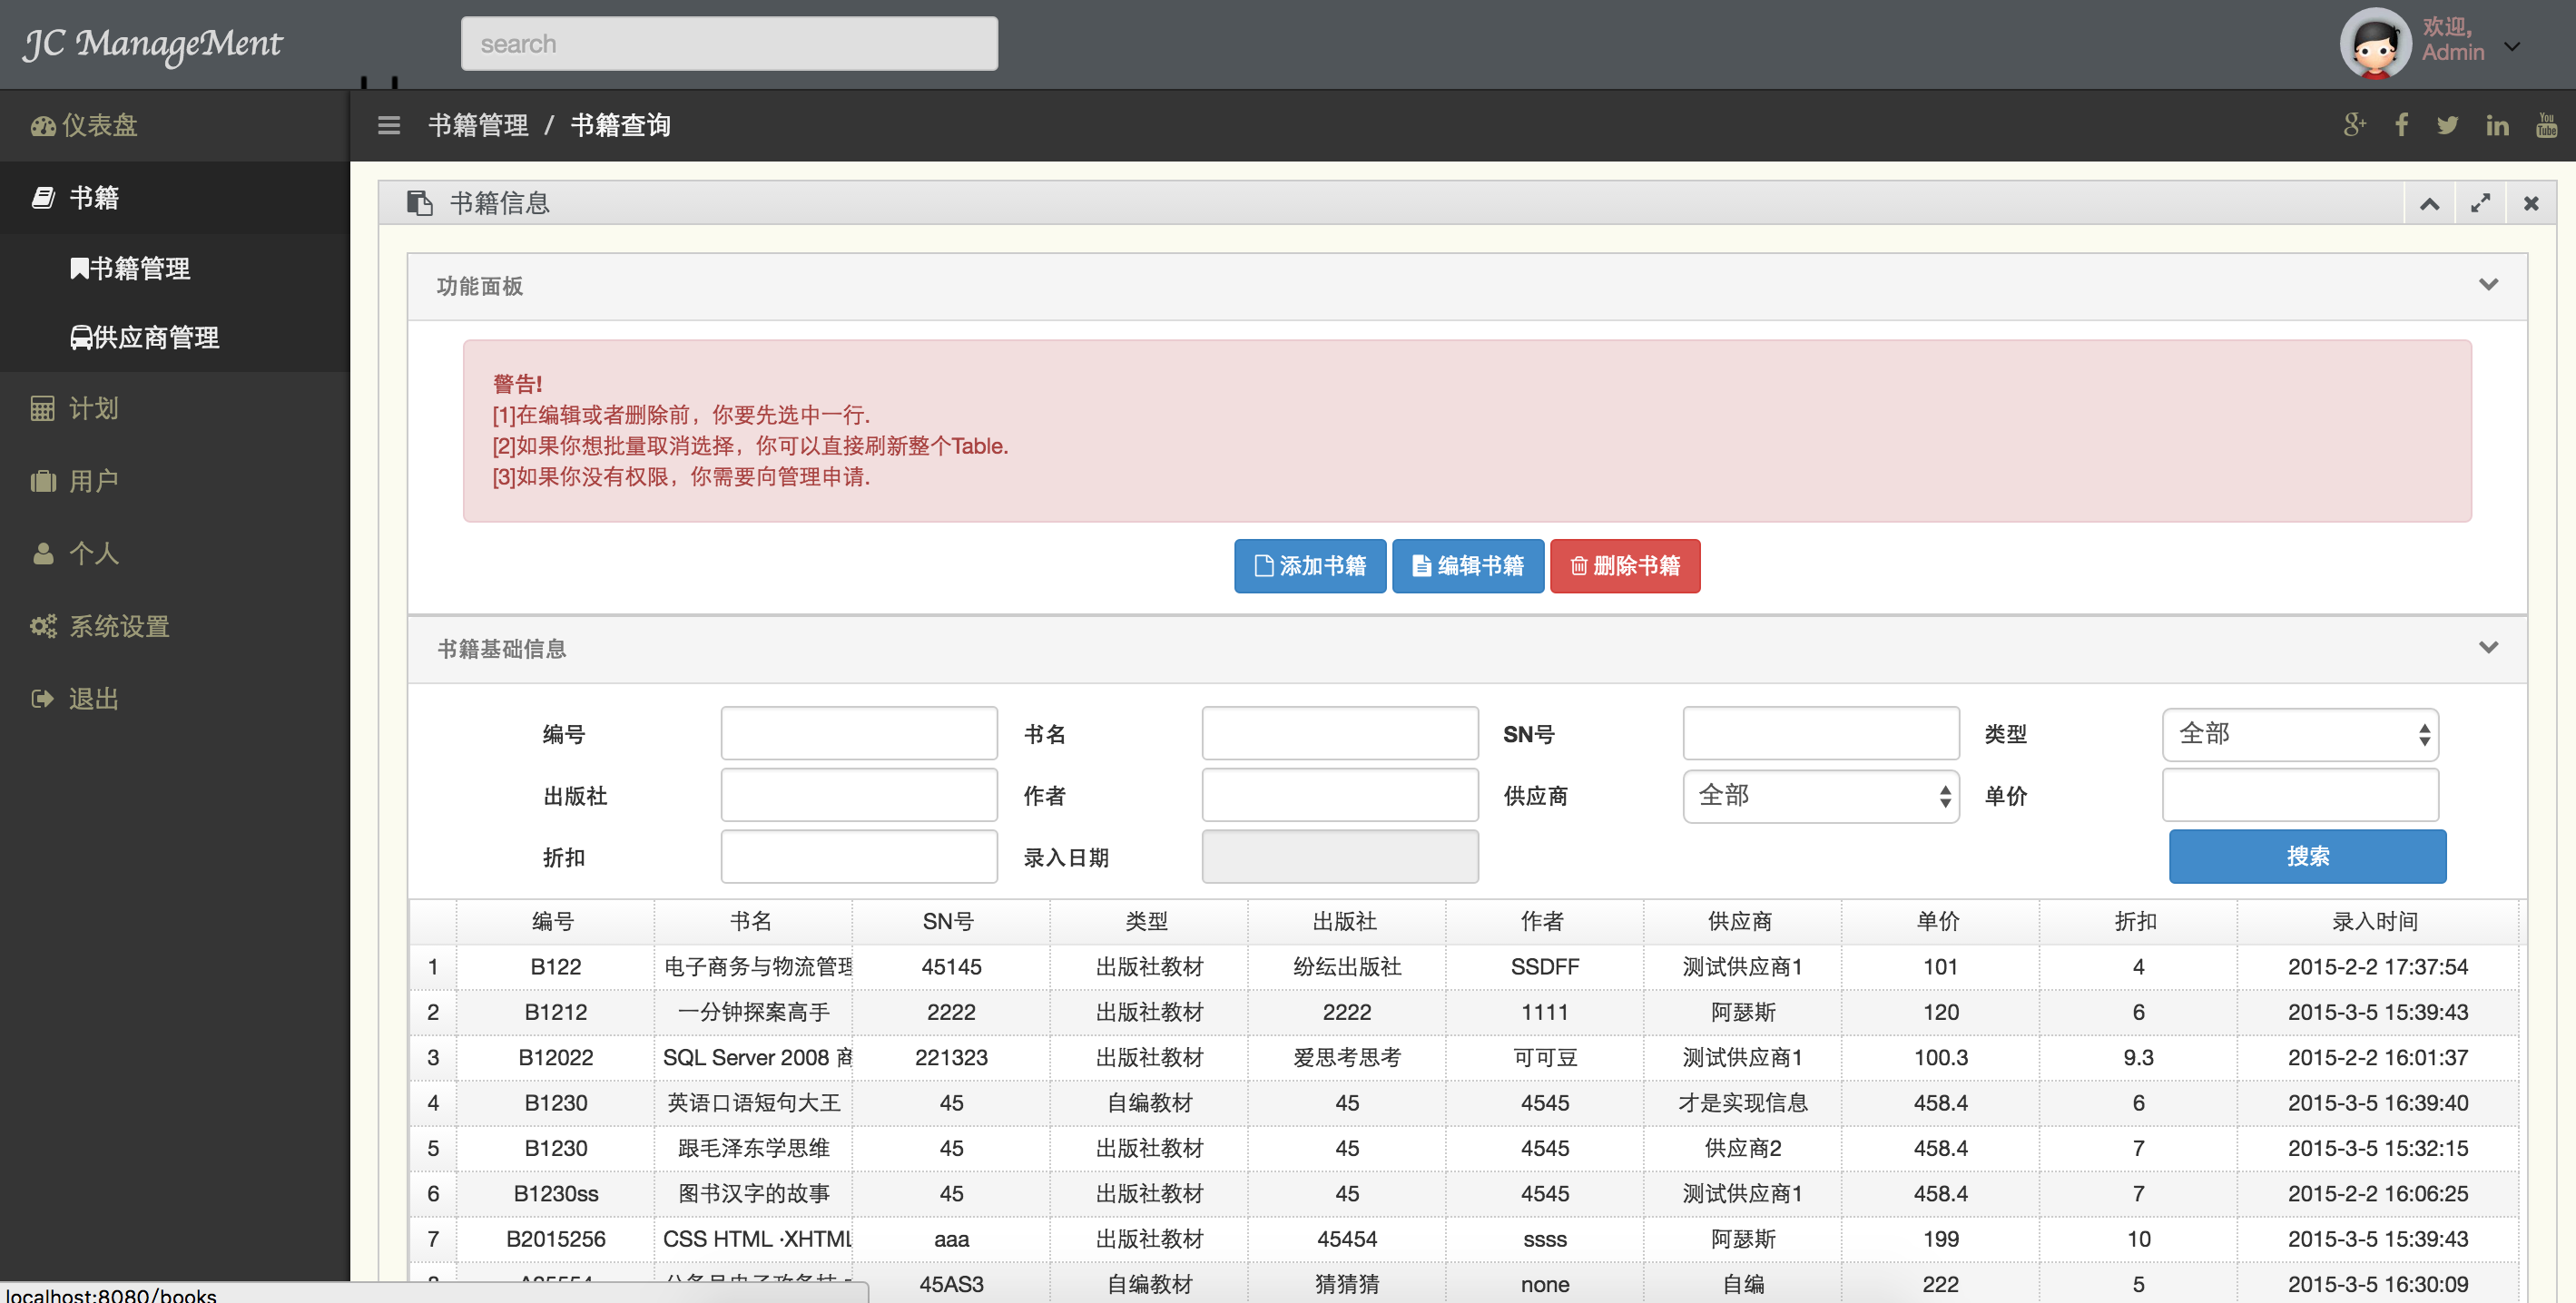 JC ManageMent
search
欢迎,
Admin
仪表盘
书籍管理 / 书籍查询
书籍
书籍管理
供应商管理
计划
用户
个人
系统设置
退出
书籍信息
功能面板
警告!
[1]在编辑或者删除前，你要先选中一行.
[2]如果你想批量取消选择，你可以直接刷新整个Table.
[3]如果你没有权限，你需要向管理申请.
添加书籍 编辑书籍 删除书籍
书籍基础信息
编号 书名 SN号 类型 全部
出版社 作者 供应商 全部 单价
折扣 录入日期 搜索
编号 书名 SN号 类型 出版社 作者 供应商 单价 折扣 录入时间
1 B122 电子商务与物流管理 45145 出版社教材 纷纭出版社 SSDFF 测试供应商1 101 4 2015-2-2 17:37:54
2 B1212 一分钟探案高手 2222 出版社教材 2222 1111 阿瑟斯 120 6 2015-3-5 15:39:43
3 B12022 SQL Server 2008 商 221323 出版社教材 爱思考思考 可可豆 测试供应商1 100.3 9.3 2015-2-2 16:01:37
4 B1230 英语口语短句大王 45 自编教材 45 4545 才是实现信息 458.4 6 2015-3-5 16:39:40
5 B1230 跟毛泽东学思维 45 出版社教材 45 4545 供应商2 458.4 7 2015-3-5 15:32:15
6 B1230ss 图书汉字的故事 45 出版社教材 45 4545 测试供应商1 458.4 7 2015-2-2 16:06:25
7 B2015256 CSS HTML ·XHTML aaa 出版社教材 45454 ssss 阿瑟斯 199 10 2015-3-5 15:39:43
45AS3 自编教材 猜猜猜 none 自编 222 5 2015-3-5 16:30:09
localhost:8080/books